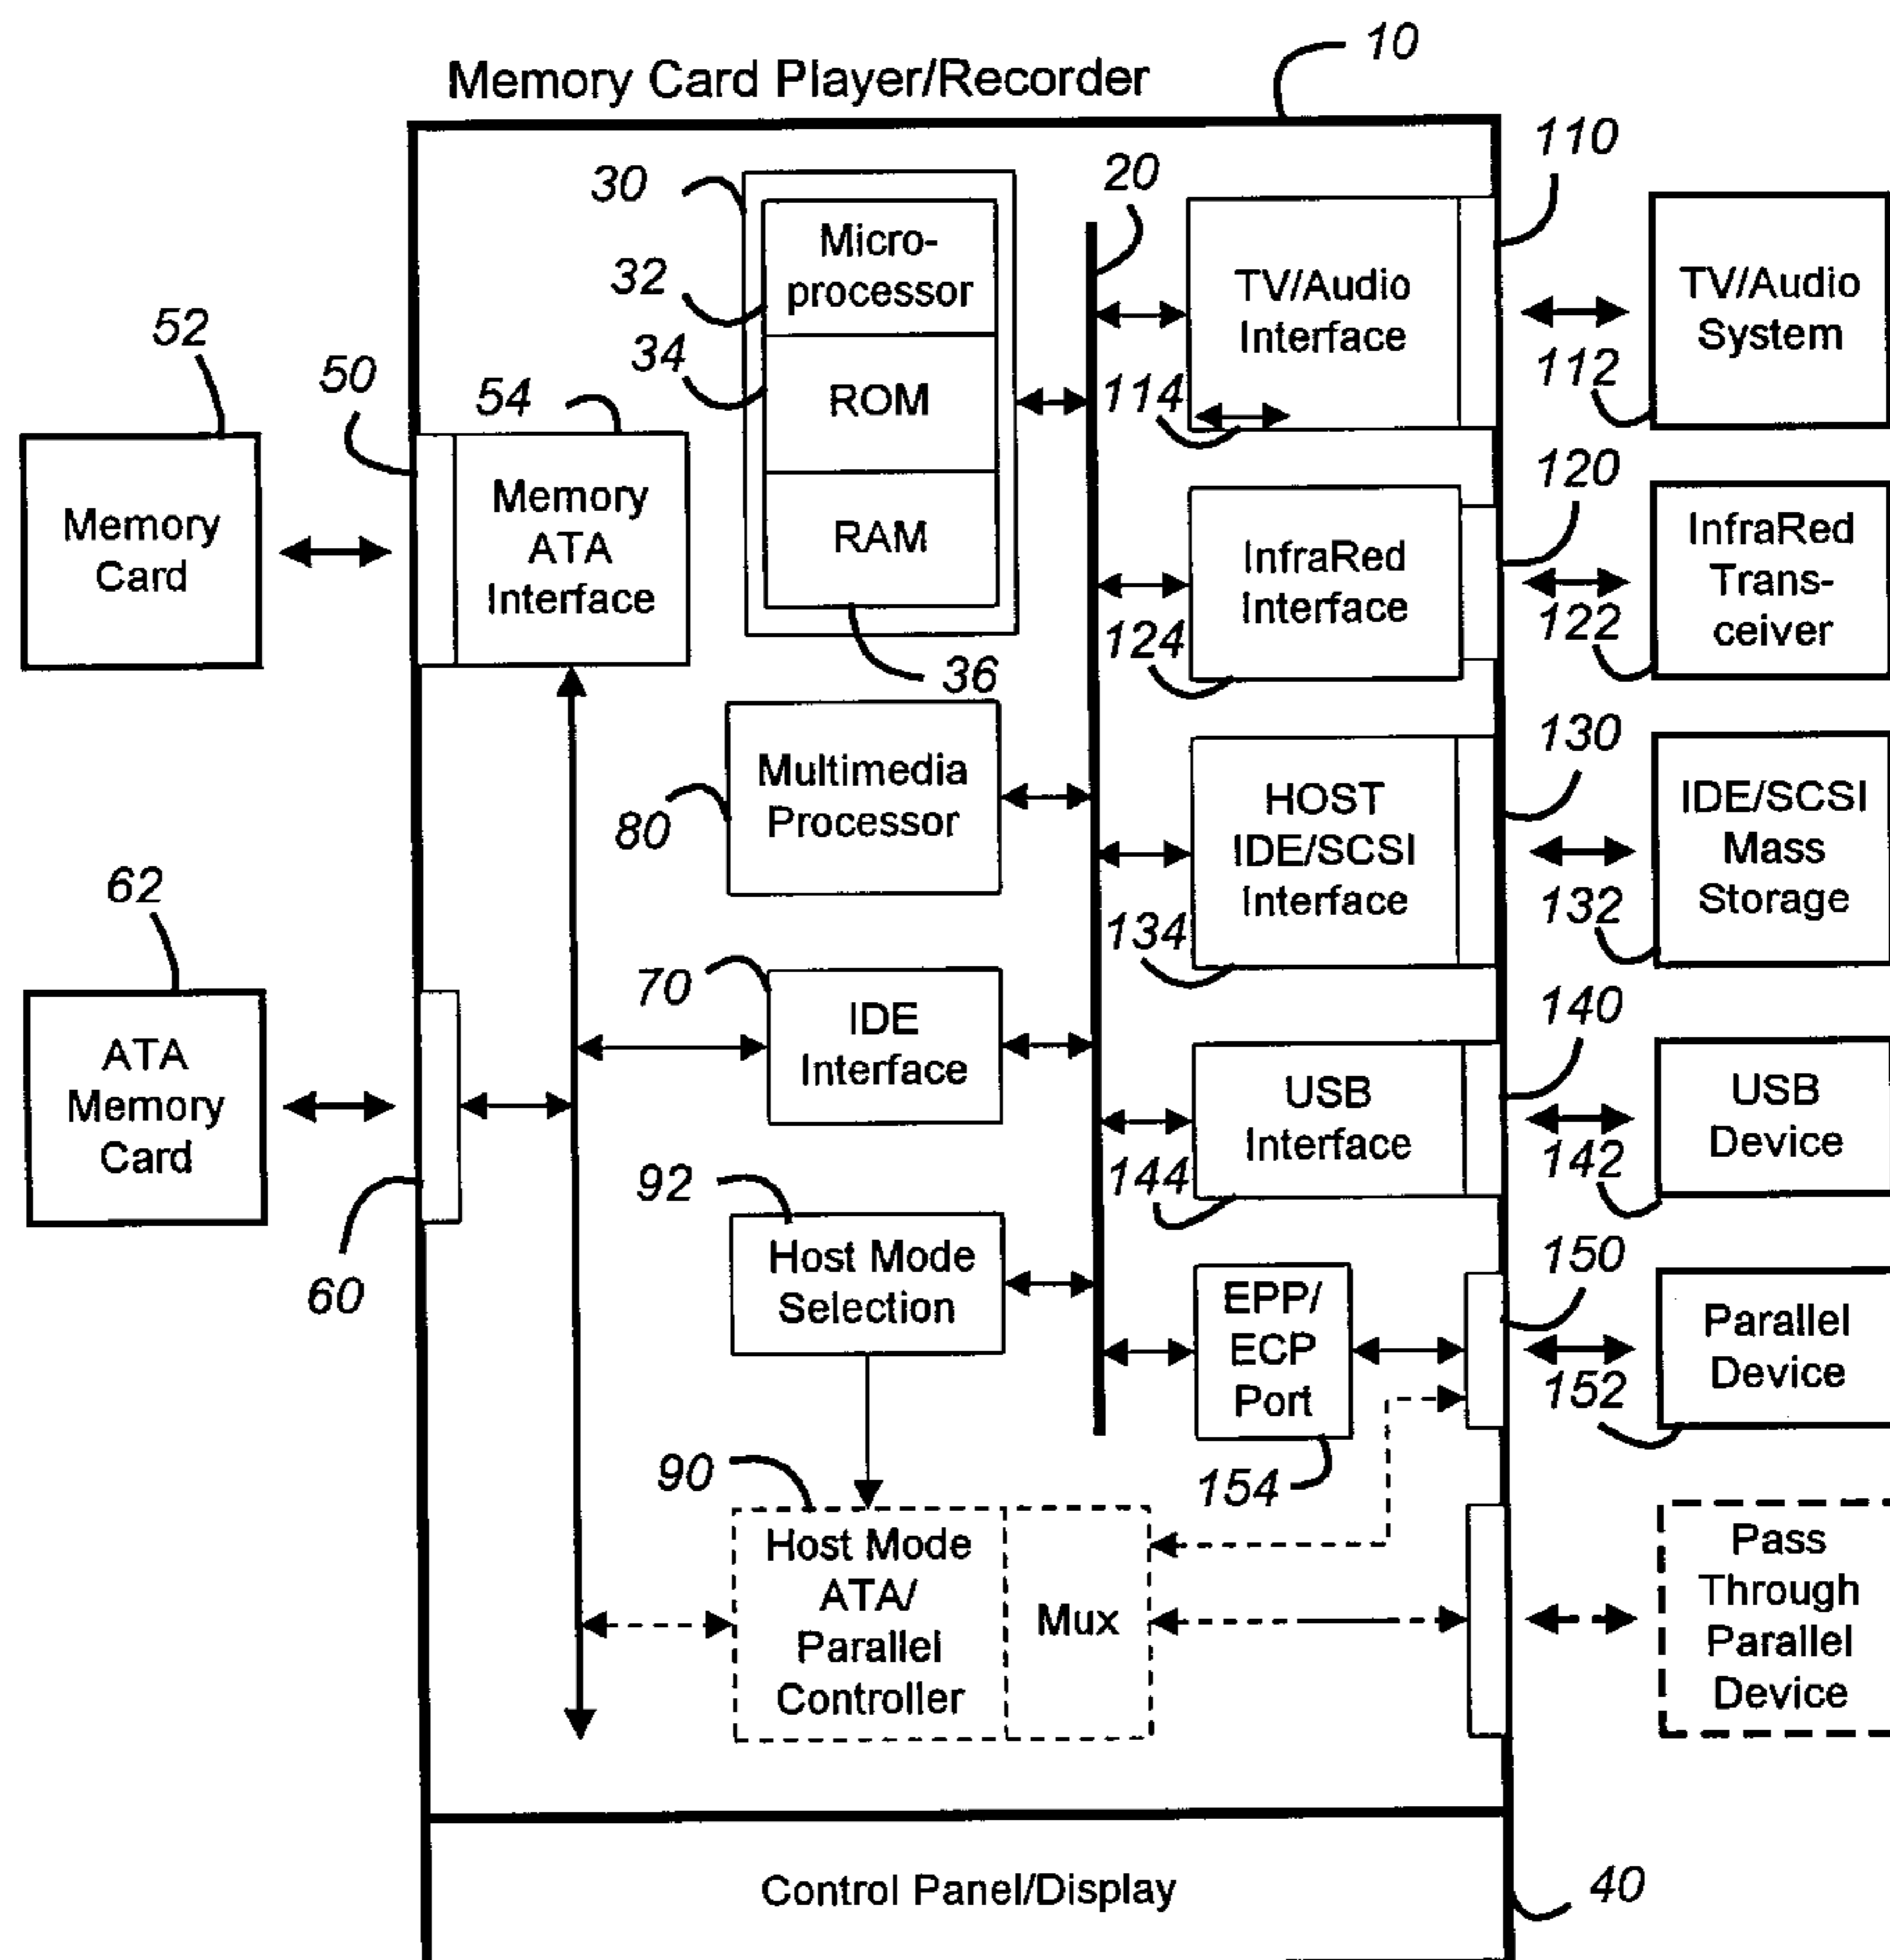 10
Memory Card Player/Recorder
110
30
20
Micro-
processor
32
34
ROM
RAM
36
TV/Audio
Interface
114
TV/Audio
System
112
52
50
54
Memory
Card
Memory
ATA
Interface
120
InfraRed
Interface
124
InfraRed
Trans-
ceiver
122
Multimedia
Processor
80
130
HOST
IDE/SCSI
Interface
134
IDE/SCSI
Mass
Storage
132
62
ATA
Memory
Card
60
70
IDE
Interface
140
USB
Interface
144
USB
Device
142
92
Host Mode
Selection
150
EPP/
ECP
Port
154
Parallel
Device
152
90
Host Mode
ATA/
Parallel
Controller
Mux
Pass
Through
Parallel
Device
Control Panel/Display
40